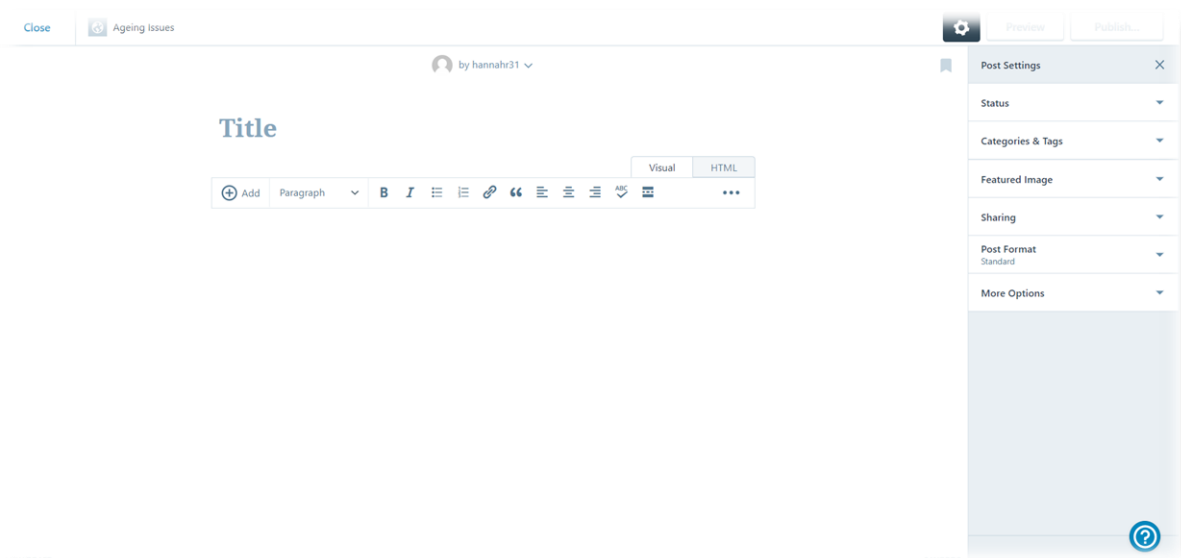 Close
Ageing issues
Preview
Publish...
by hannahr31
Post Settings
Status
Title
Categories & Tags
Visual
HTML
Add
Paragraph
B
I
ABC
Featured Image
Sharing
Post Format
Standard
More Options